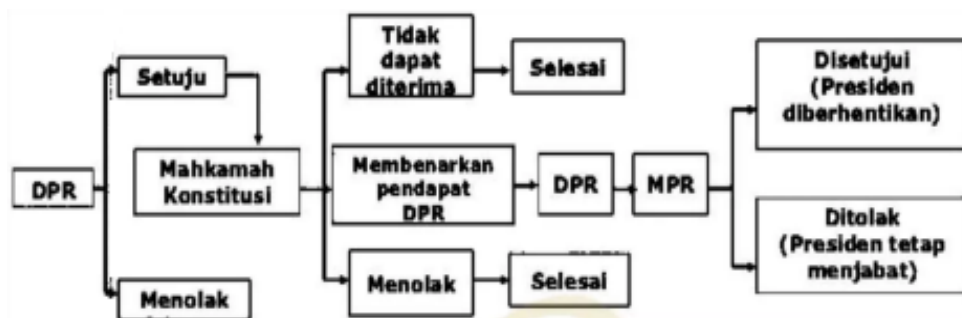 DPR
Setuju
Mahkamah
Konstitusi
Menolak
Tidak
dapat
diterima
Selesai
Membenarkan
pendapat
DPR
DPR
MPR
Menolak
Selesai
Disetujui
(Presiden
diberhentikan)
Ditolak
(Presiden tetap
menjabat)